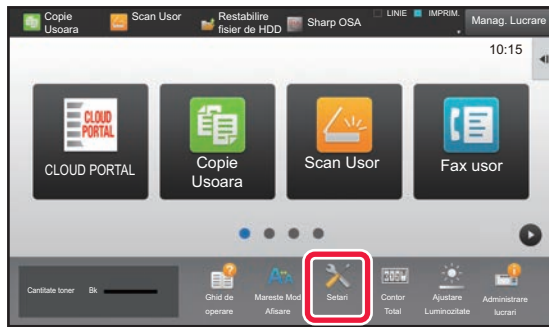 Copie Usoara
Scan Usor
Restabilire fisier de HDD
Sharp OSA
LINIE
IMPRIM.
Manag. Lucrare
10:15
CLOUD PORTAL
CLOUD PORTAL
Copie Usoara
Scan Usor
Fax usor
Cantitate toner
Bk
Ghid de operare
Mareste Mod Afisare
Setari
Contor Total
Ajustare Luminozitate
Administrare lucrari